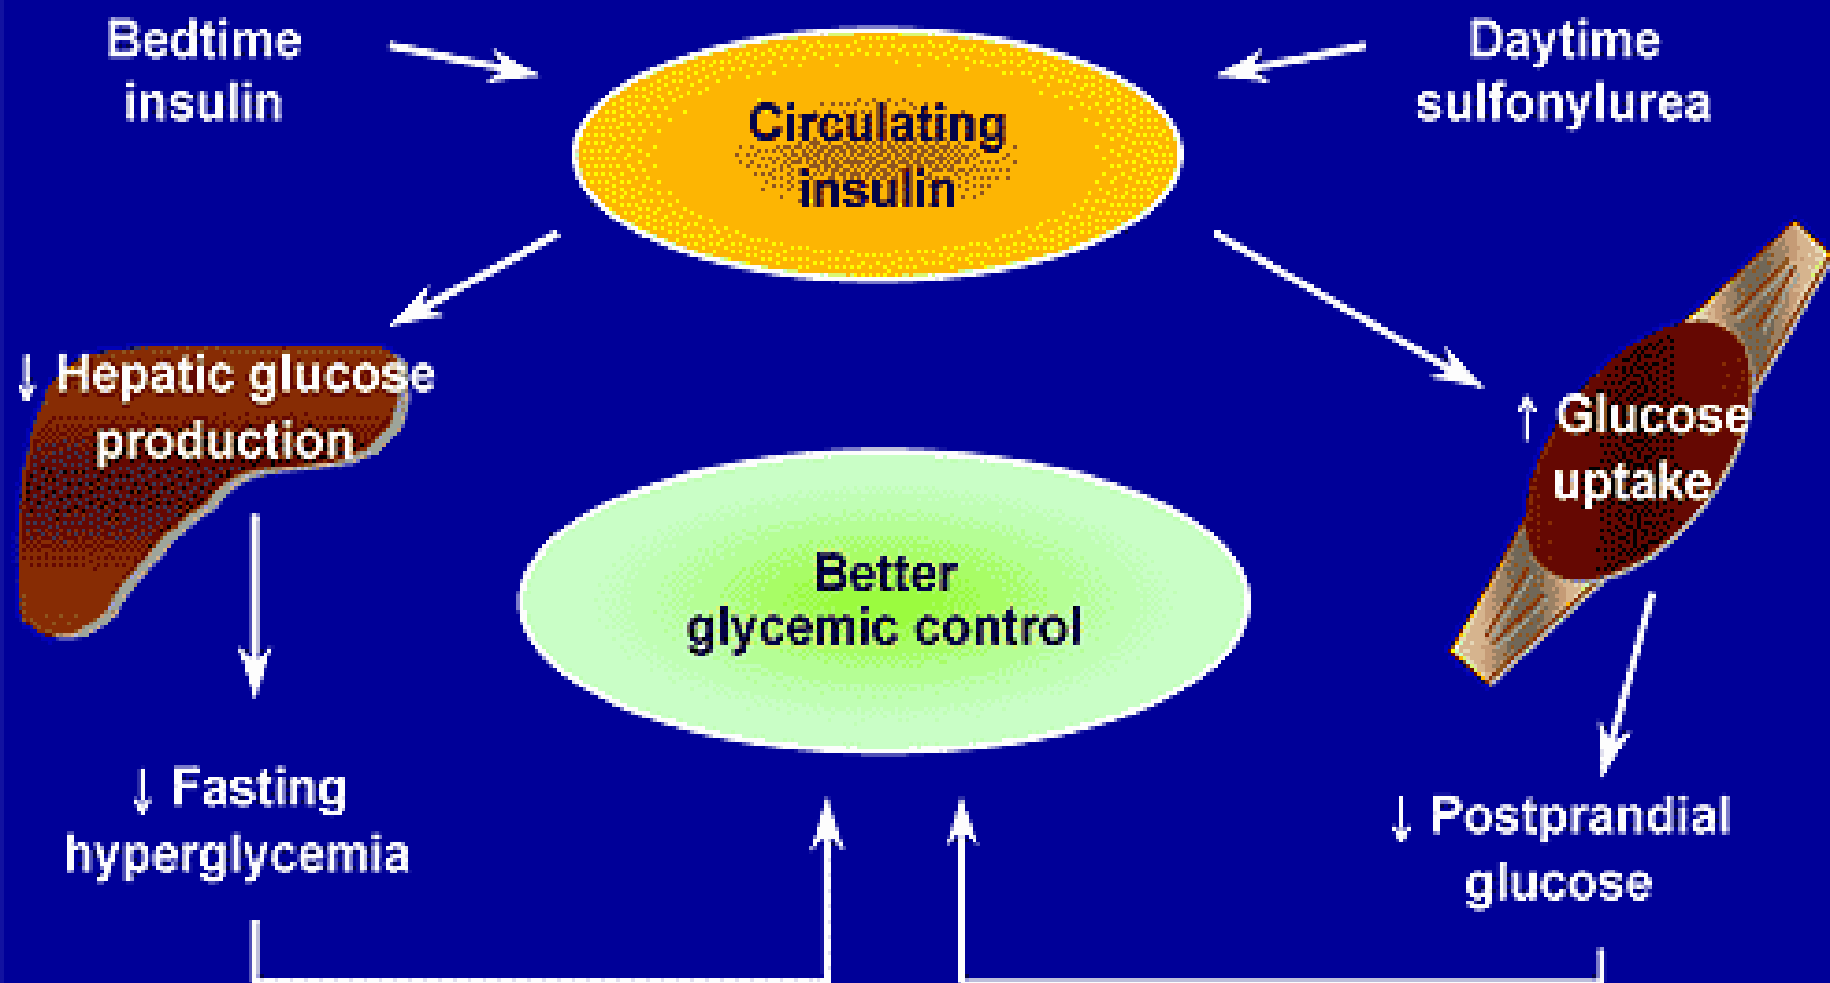 Bedtime
insulin
Daytime
sulfonylurea
Circulating
insulin
↓ Hepatic glucose
production
↑ Glucose
uptake
Better
glycemic control
↓ Fasting
hyperglycemia
↓ Postprandial
glucose